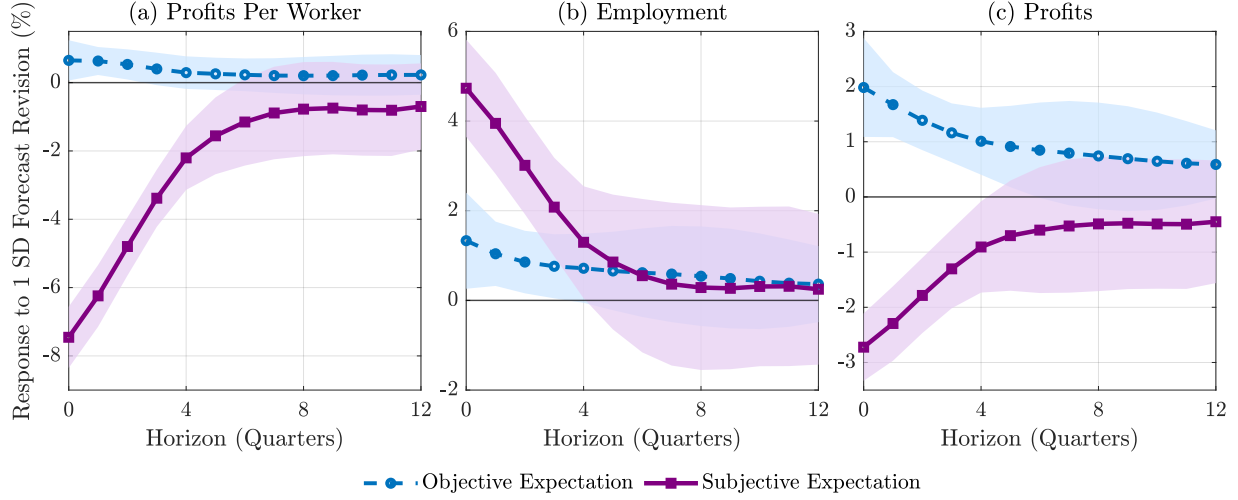 (a) Profits Per Worker
(b) Employment
(c) Profits
Response to 1 SD Forecast Revision (%)
0
-2
-4
-6
-8
0 4 8 12
Horizon (Quarters)
6
4
2
0
-2
0 4 8 12
Horizon (Quarters)
3
2
1
0
-1
-2
-3
0 4 8 12
Horizon (Quarters)
Objective Expectation Subjective Expectation